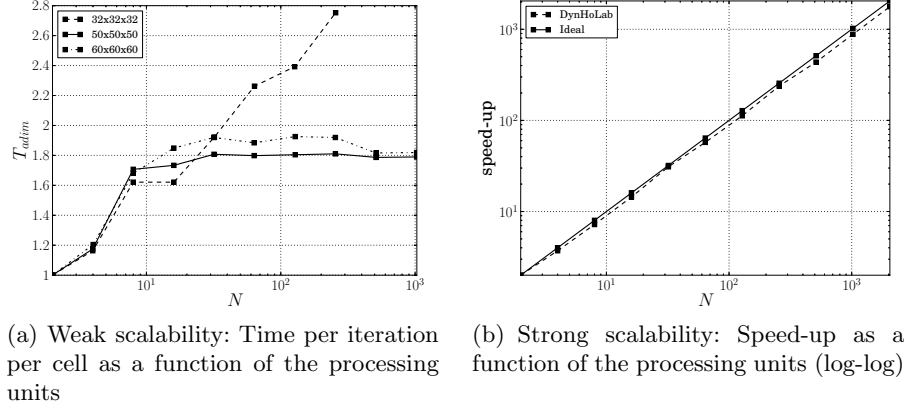 2.8
2.6
2.4
2.2
2
1.8
1.6
1.4
1.2
1
T_adim
32x32x32
50x50x50
60x60x60
10^1
10^2
10^3
N
10^3
10^2
10^1
speed-up
DynHoLab
Ideal
10^1
10^2
10^3
N
(a) Weak scalability: Time per iteration
per cell as a function of the processing
units
(b) Strong scalability: Speed-up as a
function of the processing units (log-log)